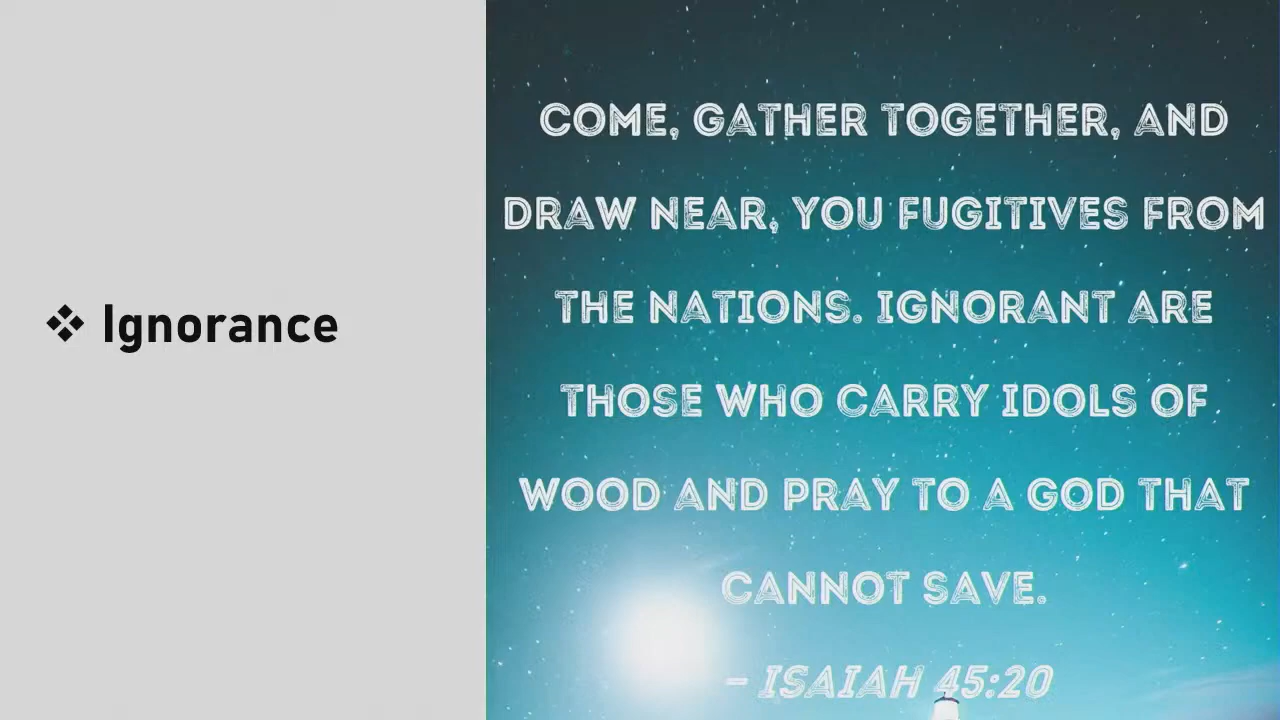 ❖ Ignorance
COME, GATHER TOGETHER, AND
DRAW NEAR, YOU FUGITIVES FROM
THE NATIONS. IGNORANT ARE
THOSE WHO CARRY IDOLS OF
WOOD AND PRAY TO A GOD THAT
CANNOT SAVE.
- ISAIAH 45:20